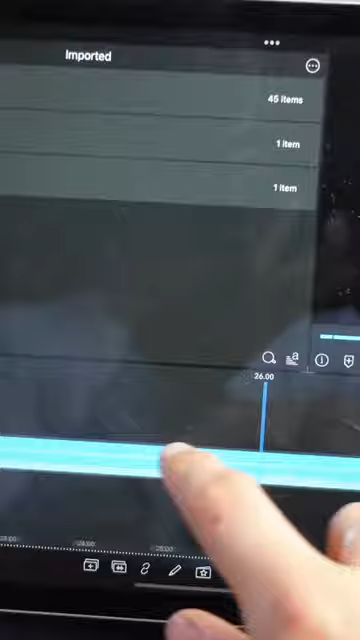 Imported
45 items
1 item
1 item
a
26.00